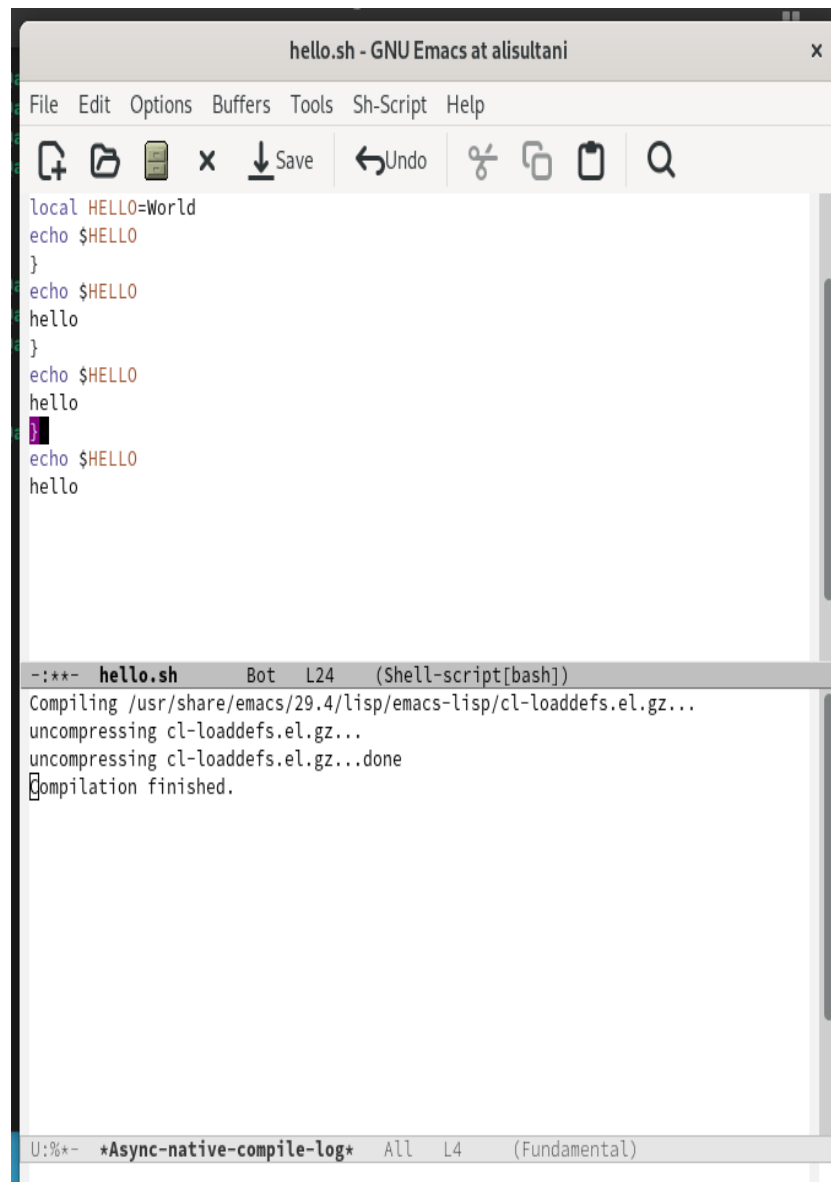 hello.sh - GNU Emacs at alisultani ×
File Edit Options Buffers Tools Sh-Script Help
Save Undo
local HELLO=World
echo $HELLO
}
echo $HELLO
hello
}
echo $HELLO
hello
}
echo $HELLO
hello
-:**- hello.sh Bot L24 (Shell-script[bash])
Compiling /usr/share/emacs/29.4/lisp/emacs-lisp/cl-loaddefs.el.gz...
uncompressing cl-loaddefs.el.gz...
uncompressing cl-loaddefs.el.gz...done
Compilation finished.
U:%*- *Async-native-compile-log* All L4 (Fundamental)